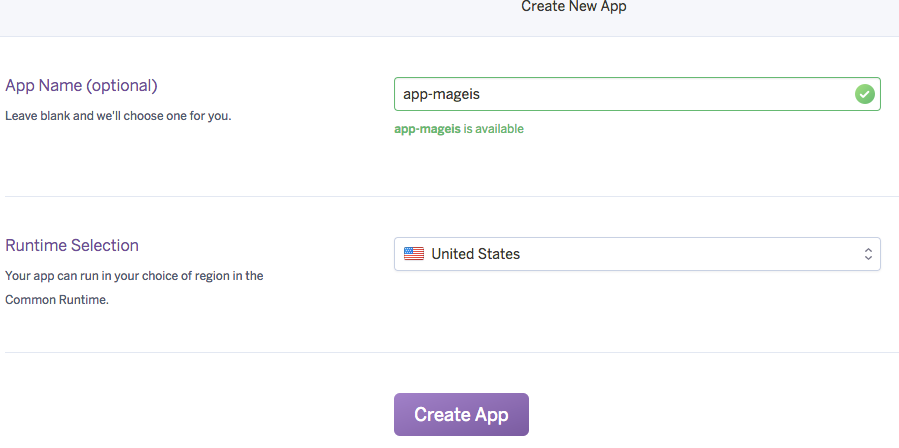 Create New App
App Name (optional)
Leave blank and we'll choose one for you.
app-mageis
app-mageis is available
Runtime Selection
Your app can run in your choice of region in the
Common Runtime.
United States
Create App